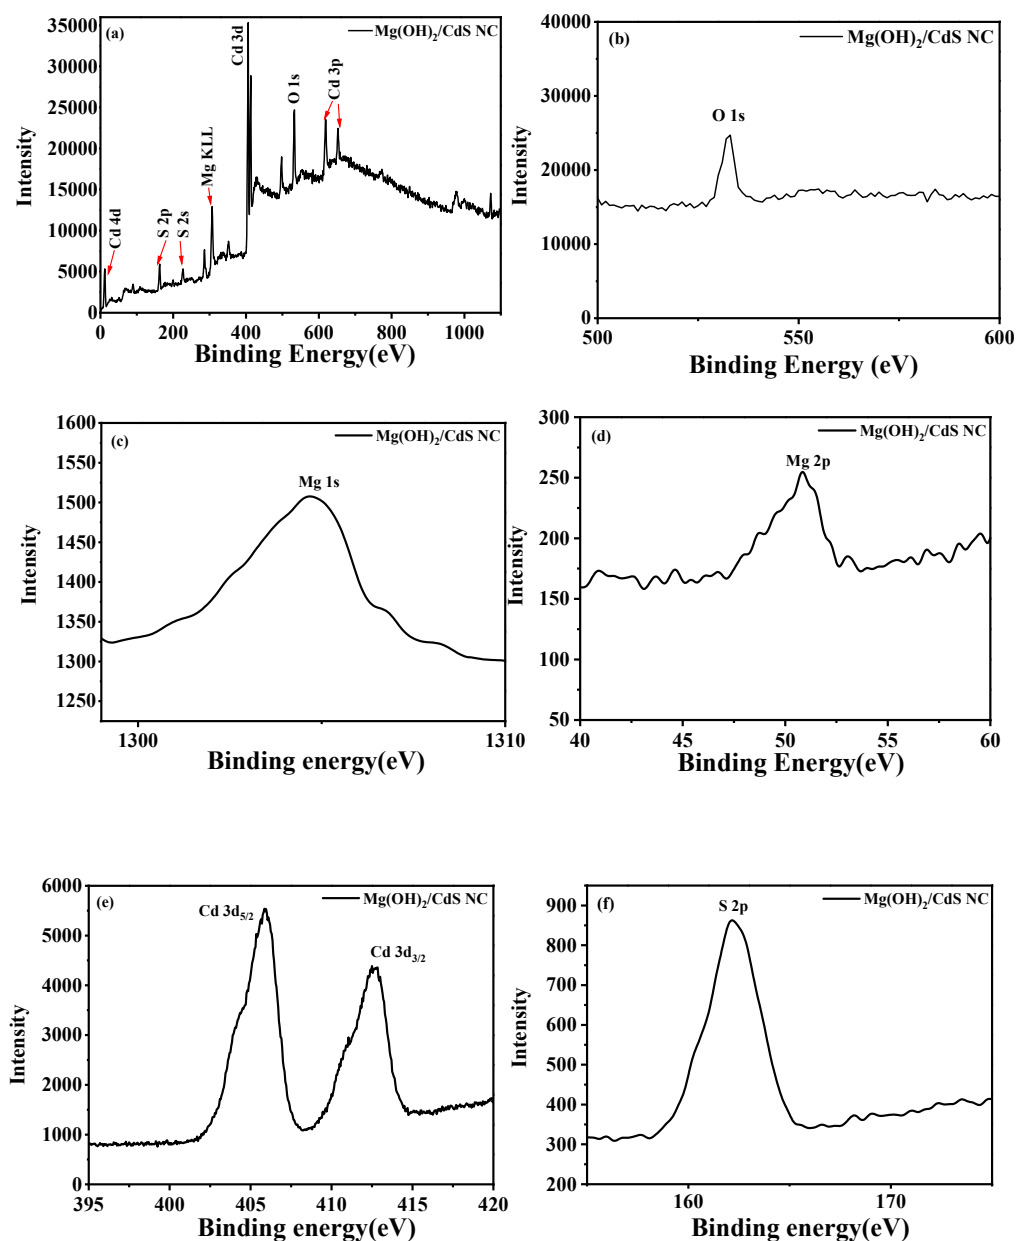 (a)
Mg(OH)2/CdS NC
35000
30000
25000
20000
15000
10000
5000
0
Intensity
Cd 4d
S 2p
S 2s
Mg KLL
Cd 3d
O 1s
Cd 3p
0 200 400 600 800 1000
Binding Energy(eV)
(b)
Mg(OH)2/CdS NC
40000
30000
20000
10000
0
Intensity
O 1s
500 550 600
Binding Energy (eV)
(c)
Mg(OH)2/CdS NC
1600
1550
1500
1450
1400
1350
1300
1250
Intensity
Mg 1s
1300 1310
Binding energy(eV)
(d)
Mg(OH)2/CdS NC
300
250
200
150
100
50
Intensity
Mg 2p
40 45 50 55 60
Binding Energy(eV)
(e)
Mg(OH)2/CdS NC
6000
5000
4000
3000
2000
1000
0
Intensity
Cd 3d5/2
Cd 3d3/2
395 400 406 412 414 420
Binding energy(eV)
(f)
Mg(OH)2/CdS NC
900
800
700
600
500
400
300
200
Intensity
S 2p
160 170
Binding energy(eV)